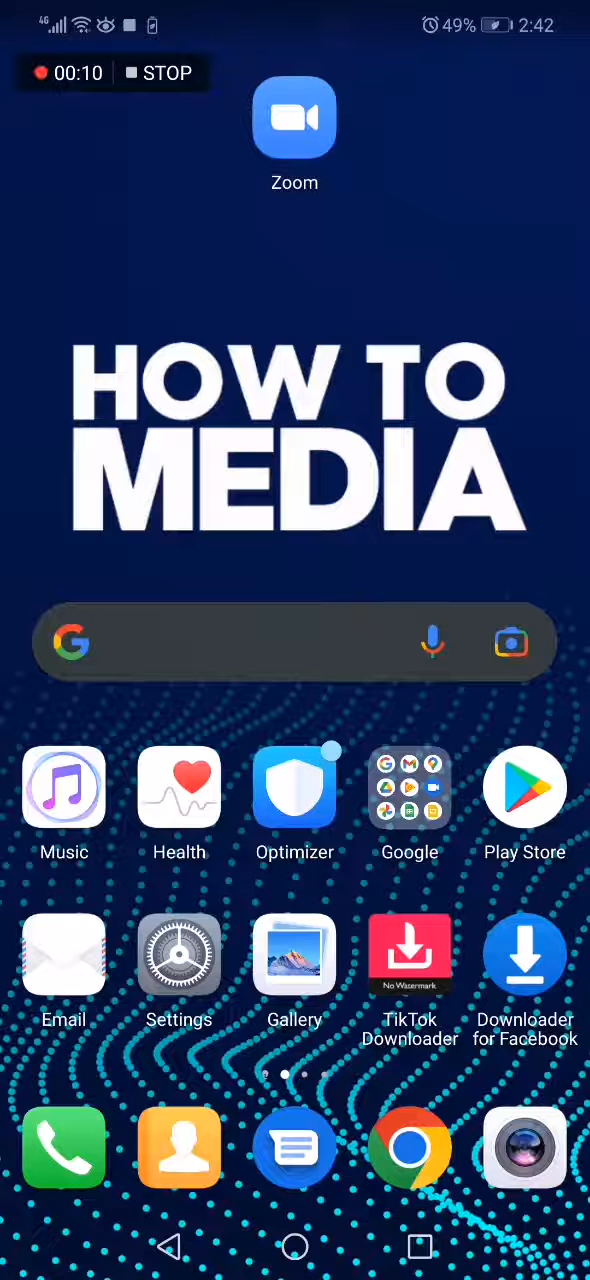 4G 49% 2:42
00:10 STOP
Zoom
HOW TO
MEDIA
Music Health Optimizer Google Play Store
No Watermark
Email Settings Gallery TikTok Downloader
Downloader for Facebook